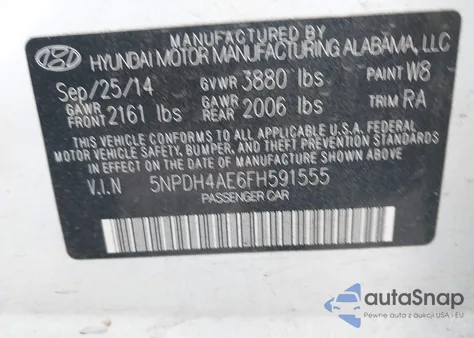 MANUFACTURED BY
HYUNDAI MOTOR MANUFACTURING ALABAMA, LLC
Sep/25/14 GVWR 3880 lbs PAINT W8
GAWR FRONT 2161 lbs GAWR REAR 2006 lbs TRIM RA
THIS VEHICLE CONFORMS TO ALL APPLICABLE U.S.A. FEDERAL
MOTOR VEHICLE SAFETY, BUMPER, AND THEFT PREVENTION STANDARDS
IN EFFECT ON THE DATE OF MANUFACTURE SHOWN ABOVE.
V.I.N 5NPDH4AE6FH591555
PASSENGER CAR
autoSnap
Pewne auta z aukcji USA i EU